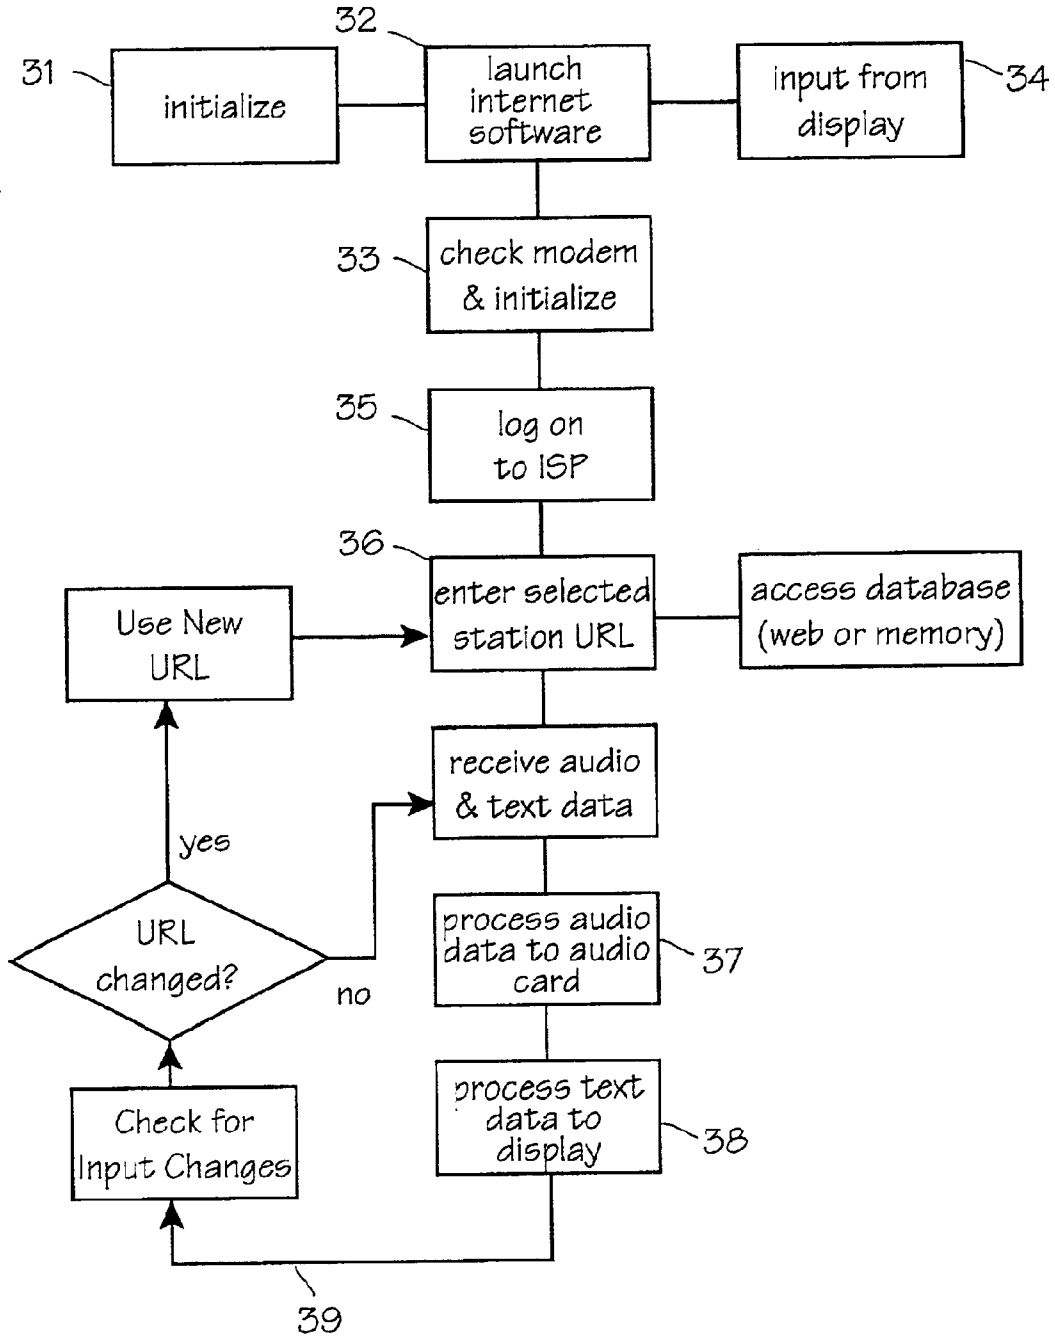 31
initialize
32
launch
internet
software
input from
display
34
33
check modem
& initialize
35
log on
to ISP
36
enter selected
station URL
access database
(web or memory)
Use New
URL
receive audio
& text data
yes
URL
changed?
no
process audio
data to audio
card
37
process text
data to
display
38
Check for
Input Changes
39